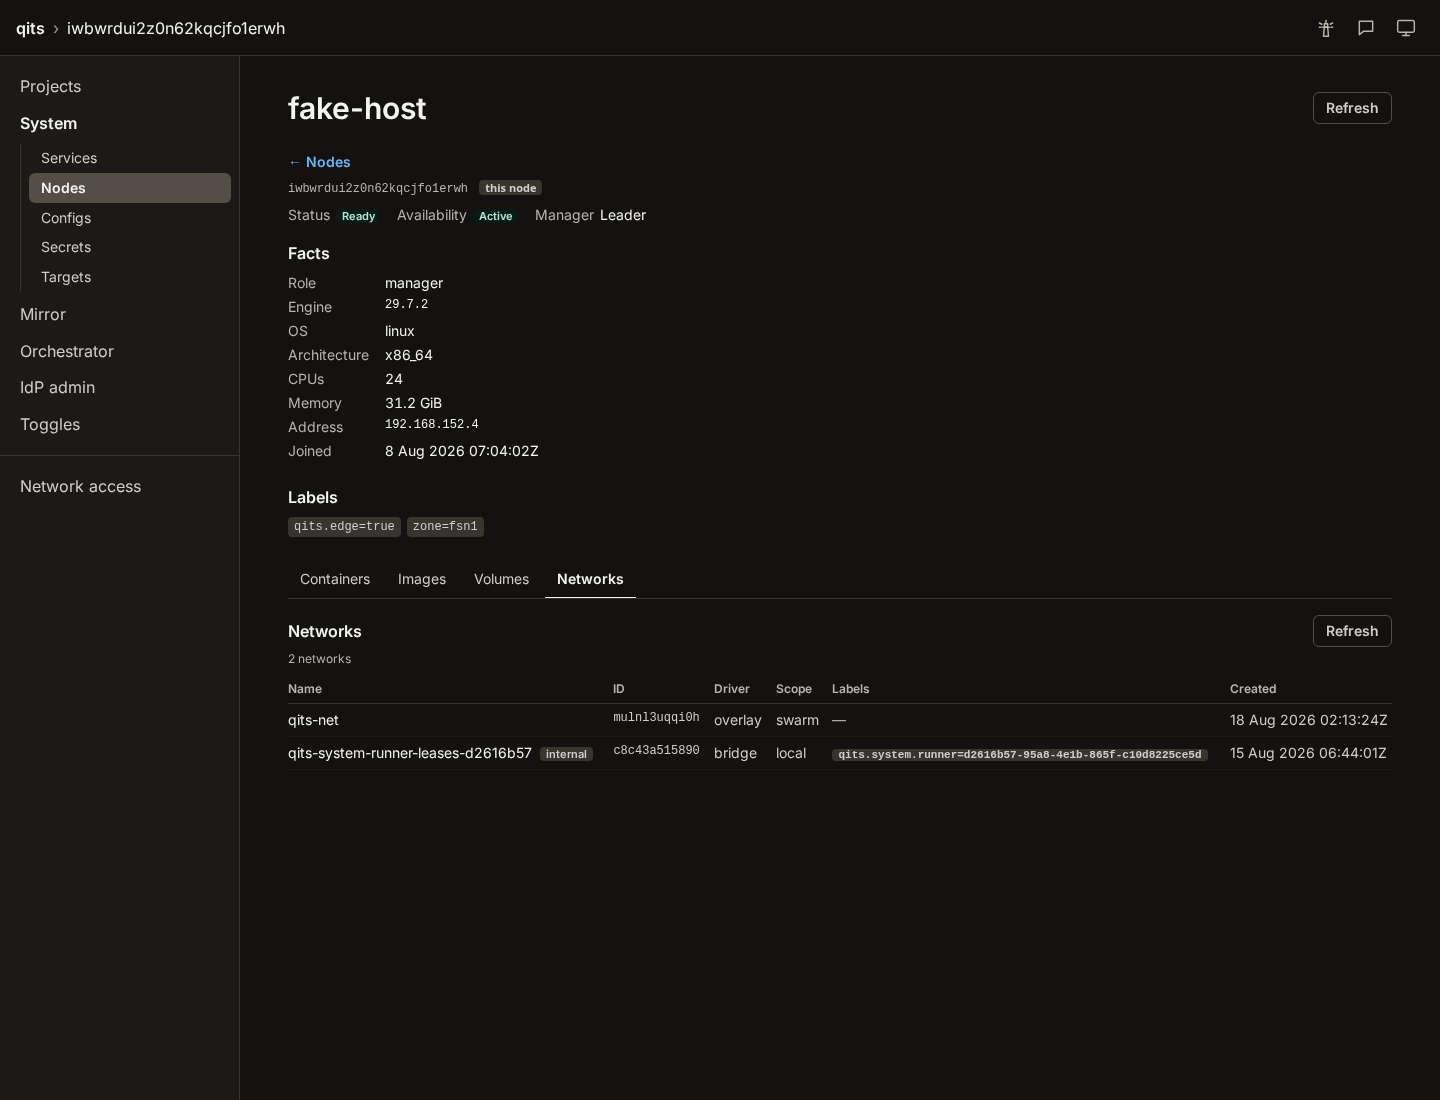 qits › iwbwrdui2z0n62kqcjfo1erwh
Projects
System
Services
Nodes
Configs
Secrets
Targets
Mirror
Orchestrator
IdP admin
Toggles
Network access
fake-host
Refresh
← Nodes
iwbwrdui2z0n62kqcjfo1erwh this node
Status Ready Availability Active Manager Leader
Facts
Role manager
Engine 29.7.2
OS linux
Architecture x86_64
CPUs 24
Memory 31.2 GiB
Address 192.168.152.4
Joined 8 Aug 2026 07:04:02Z
Labels
qits.edge=true zone=fsn1
Containers Images Volumes Networks
Networks
Refresh
2 networks
Name ID Driver Scope Labels Created
qits-net mulnl3uqqi0h overlay swarm — 18 Aug 2026 02:13:24Z
qits-system-runner-leases-d2616b57 internal c8c43a515890 bridge local qits.system.runner=d2616b57-95a8-4e1b-865f-c10d8225ce5d 15 Aug 2026 06:44:01Z